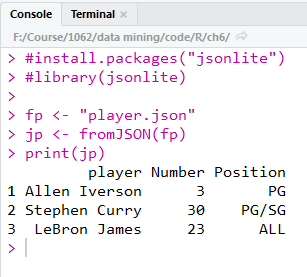 Console Terminal ×
F:/Course/1062/data mining/code/R/ch6/
> #install.packages("jsonlite")
> #library(jsonlite)
>
> fp <- "player.json"
> jp <- fromJSON(fp)
> print(jp)
player Number Position
1 Allen Iverson 3 PG
2 Stephen Curry 30 PG/SG
3 LeBron James 23 ALL
>